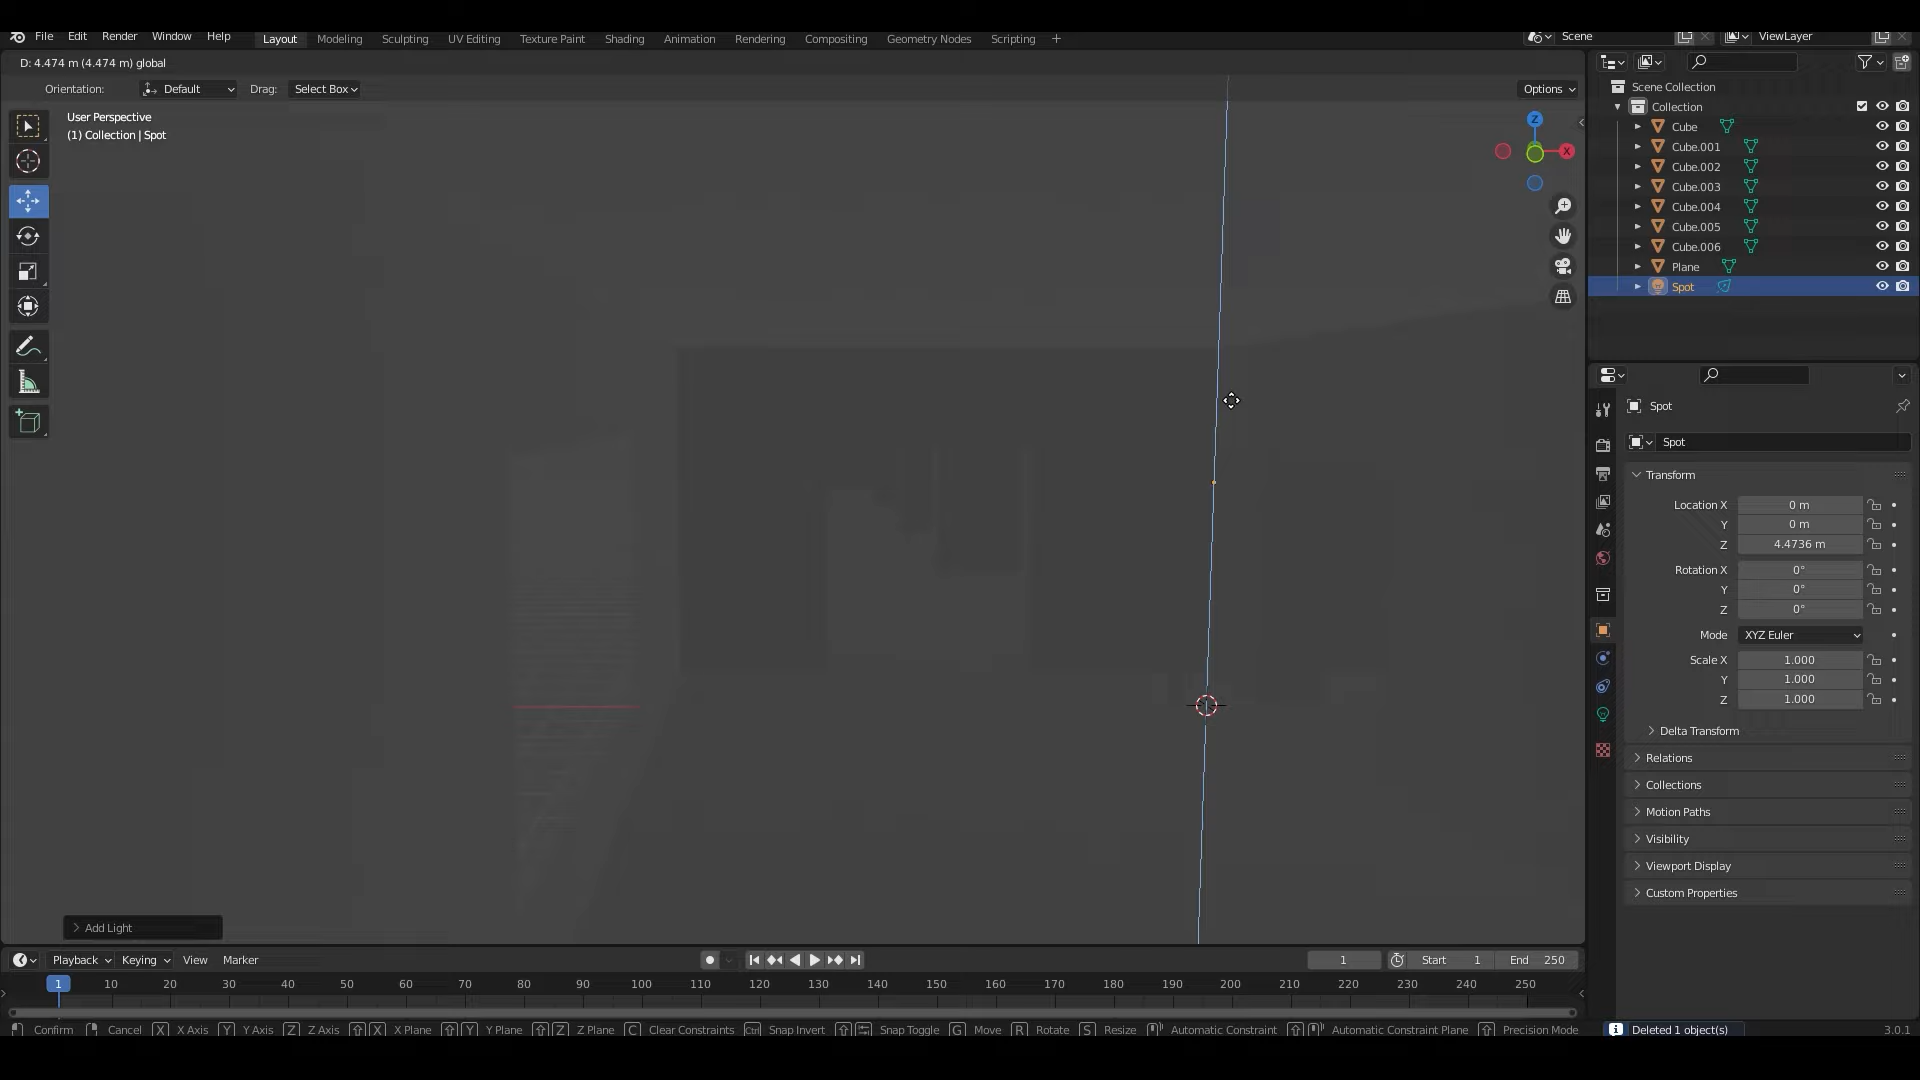 File Edit Render Window Help
Layout Modeling Sculpting UV Editing Texture Paint Shading Animation Rendering Compositing Geometry Nodes Scripting +
Scene
ViewLayer
D: 4.474 m (4.474 m) global
Orientation: Default Drag: Select Box
Options
User Perspective
(1) Collection | Spot
Z
X
Scene Collection
Collection
Cube
Cube.001
Cube.002
Cube.003
Cube.004
Cube.005
Cube.006
Plane
Spot
Spot
Spot
Transform
Location X 0 m
Y 0 m
Z 4.4736 m
Rotation X 0°
Y 0°
Z 0°
Mode XYZ Euler
Scale X 1.000
Y 1.000
Z 1.000
Delta Transform
Relations
Collections
Motion Paths
Visibility
Viewport Display
Custom Properties
Add Light
Playback Keying View Marker
1 Start 1 End 250
1 10 20 30 40 50 60 70 80 90 100 110 120 130 140 150 160 170 180 190 200 210 220 230 240 250
Confirm Cancel X X Axis Y Y Axis Z Z Axis X X Plane Y Y Plane Z Z Plane C Clear Constraints Ctrl Snap Invert Snap Toggle G Move R Rotate S Resize Automatic Constraint Automatic Constraint Plane Precision Mode
Deleted 1 object(s)
3.0.1